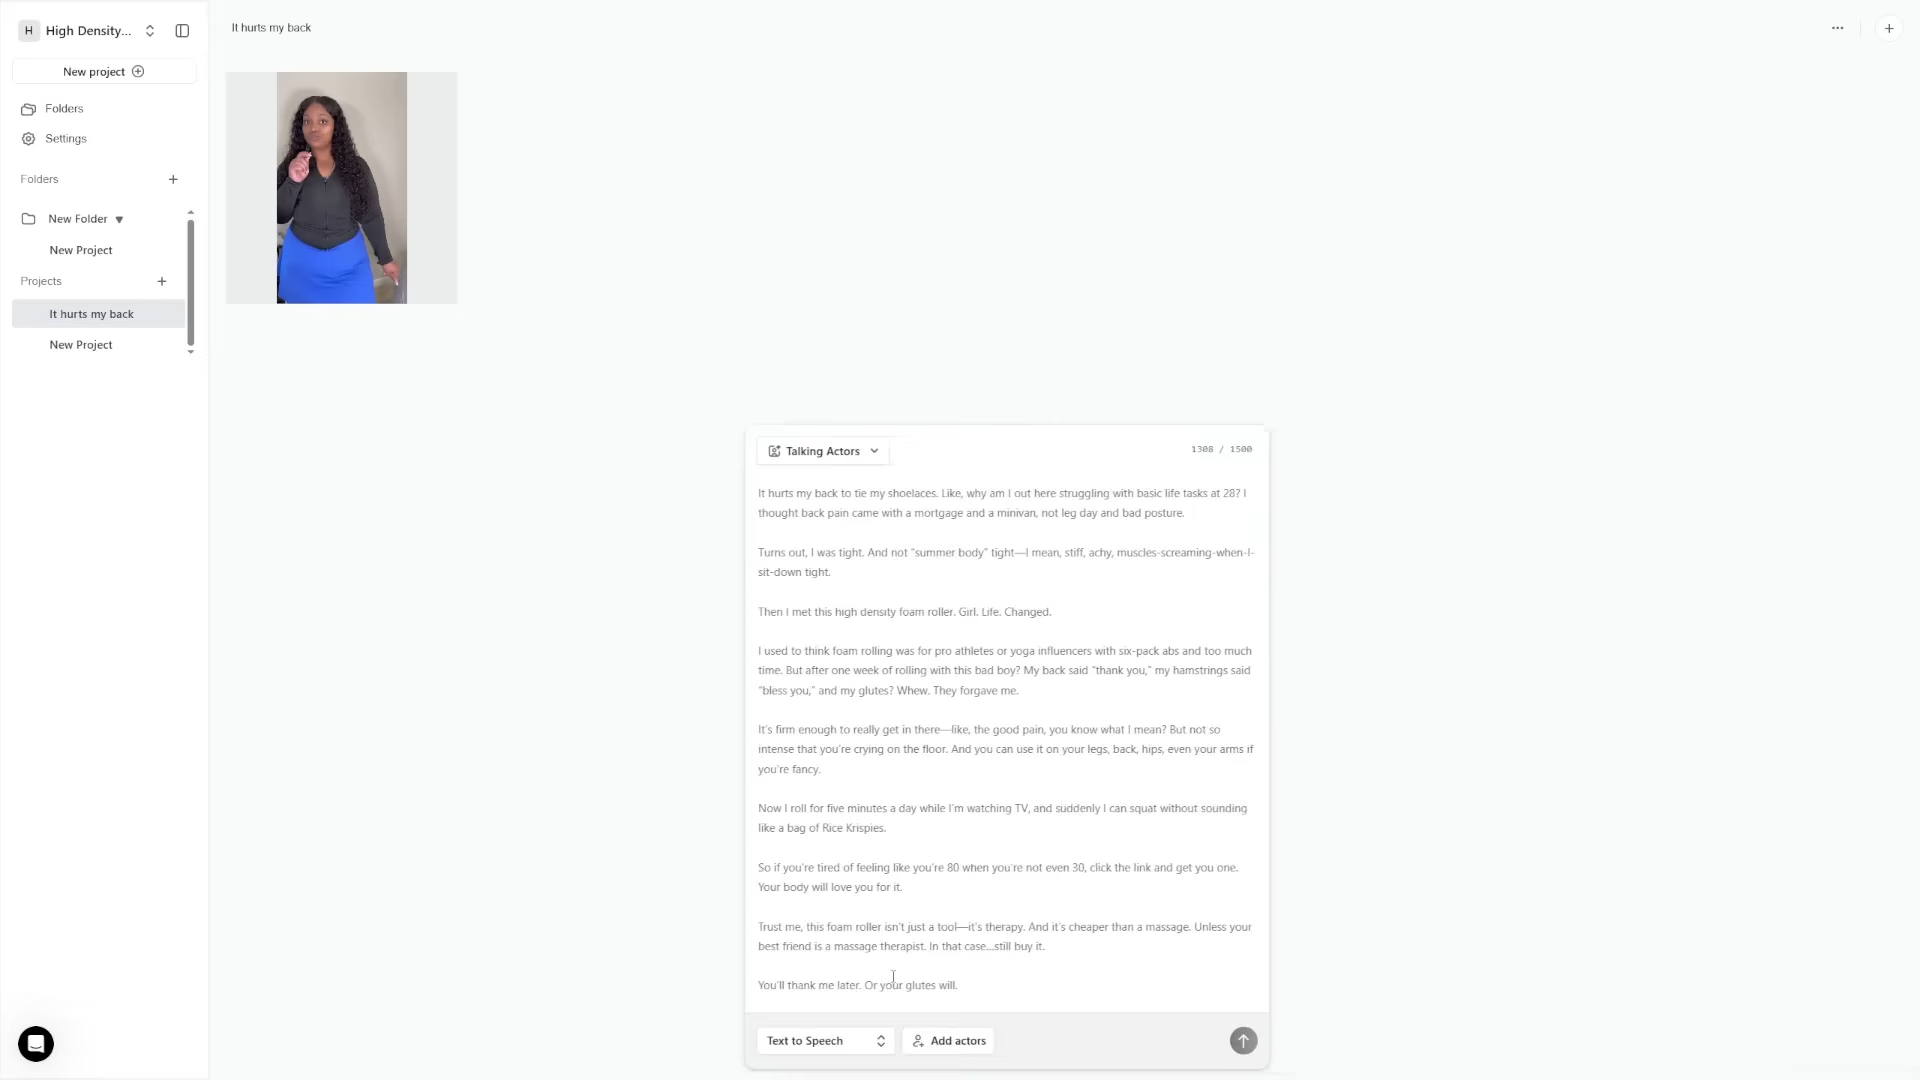 H High Density...
New project
Folders
Settings
Folders
New Folder
New Project
Projects
It hurts my back
New Project
It hurts my back
Talking Actors
1308 / 1500
It hurts my back to tie my shoelaces. Like, why am I out here struggling with basic life tasks at 28? I
thought back pain came with a mortgage and a minivan, not leg day and bad posture.
Turns out, I was tight. And not “summer body” tight—I mean, stiff, achy, muscles-screaming-when-I-
sit-down tight.
Then I met this high density foam roller. Girl. Life. Changed.
I used to think foam rolling was for pro athletes or yoga influencers with six-pack abs and too much
time. But after one week of rolling with this bad boy? My back said “thank you,” my hamstrings said
“bless you,” and my glutes? Whew. They forgave me.
It’s firm enough to really get in there—like, the good pain, you know what I mean? But not so
intense that you’re crying on the floor. And you can use it on your legs, back, hips, even your arms if
you’re fancy.
Now I roll for five minutes a day while I’m watching TV, and suddenly I can squat without sounding
like a bag of Rice Krispies.
So if you’re tired of feeling like you’re 80 when you’re not even 30, click the link and get you one.
Your body will love you for it.
Trust me, this foam roller isn’t just a tool—it’s therapy. And it’s cheaper than a massage. Unless your
best friend is a massage therapist. In that case...still buy it.
You’ll thank me later. Or your glutes will.
Text to Speech
Add actors